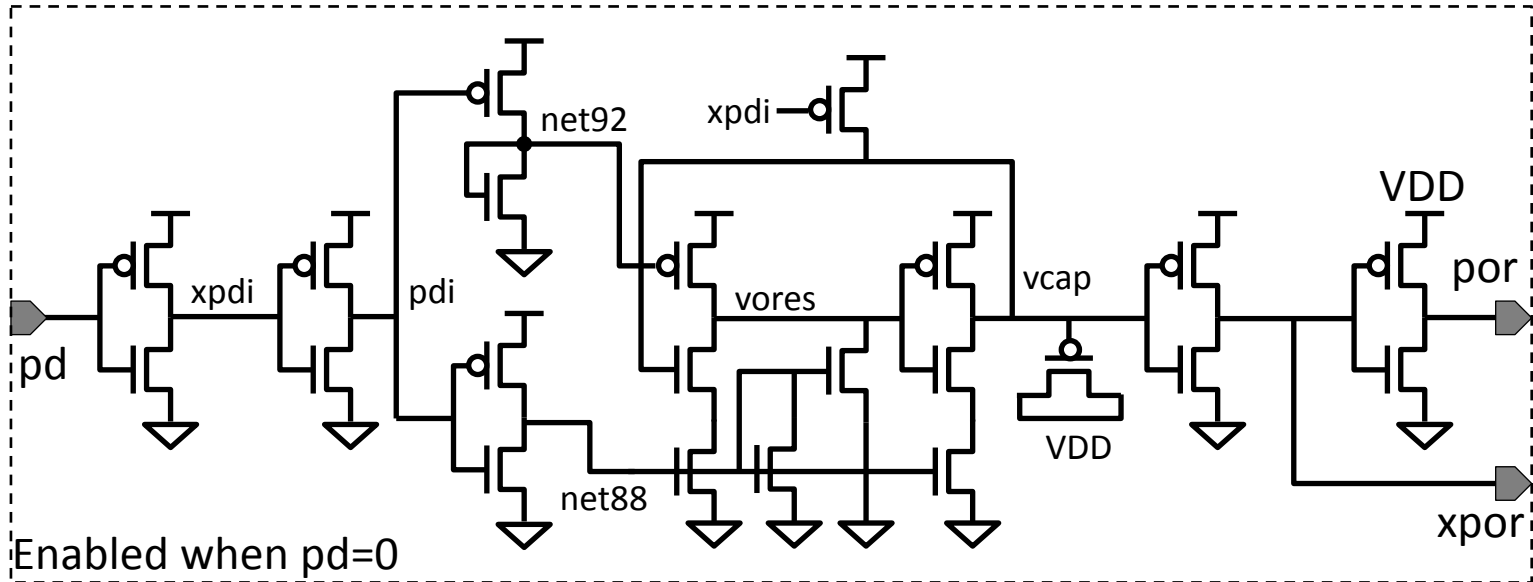 net92
xpdi
VDD
xpdi
pdi
vores
vcap
por
pd
VDD
net88
xpor
Enabled when pd=0